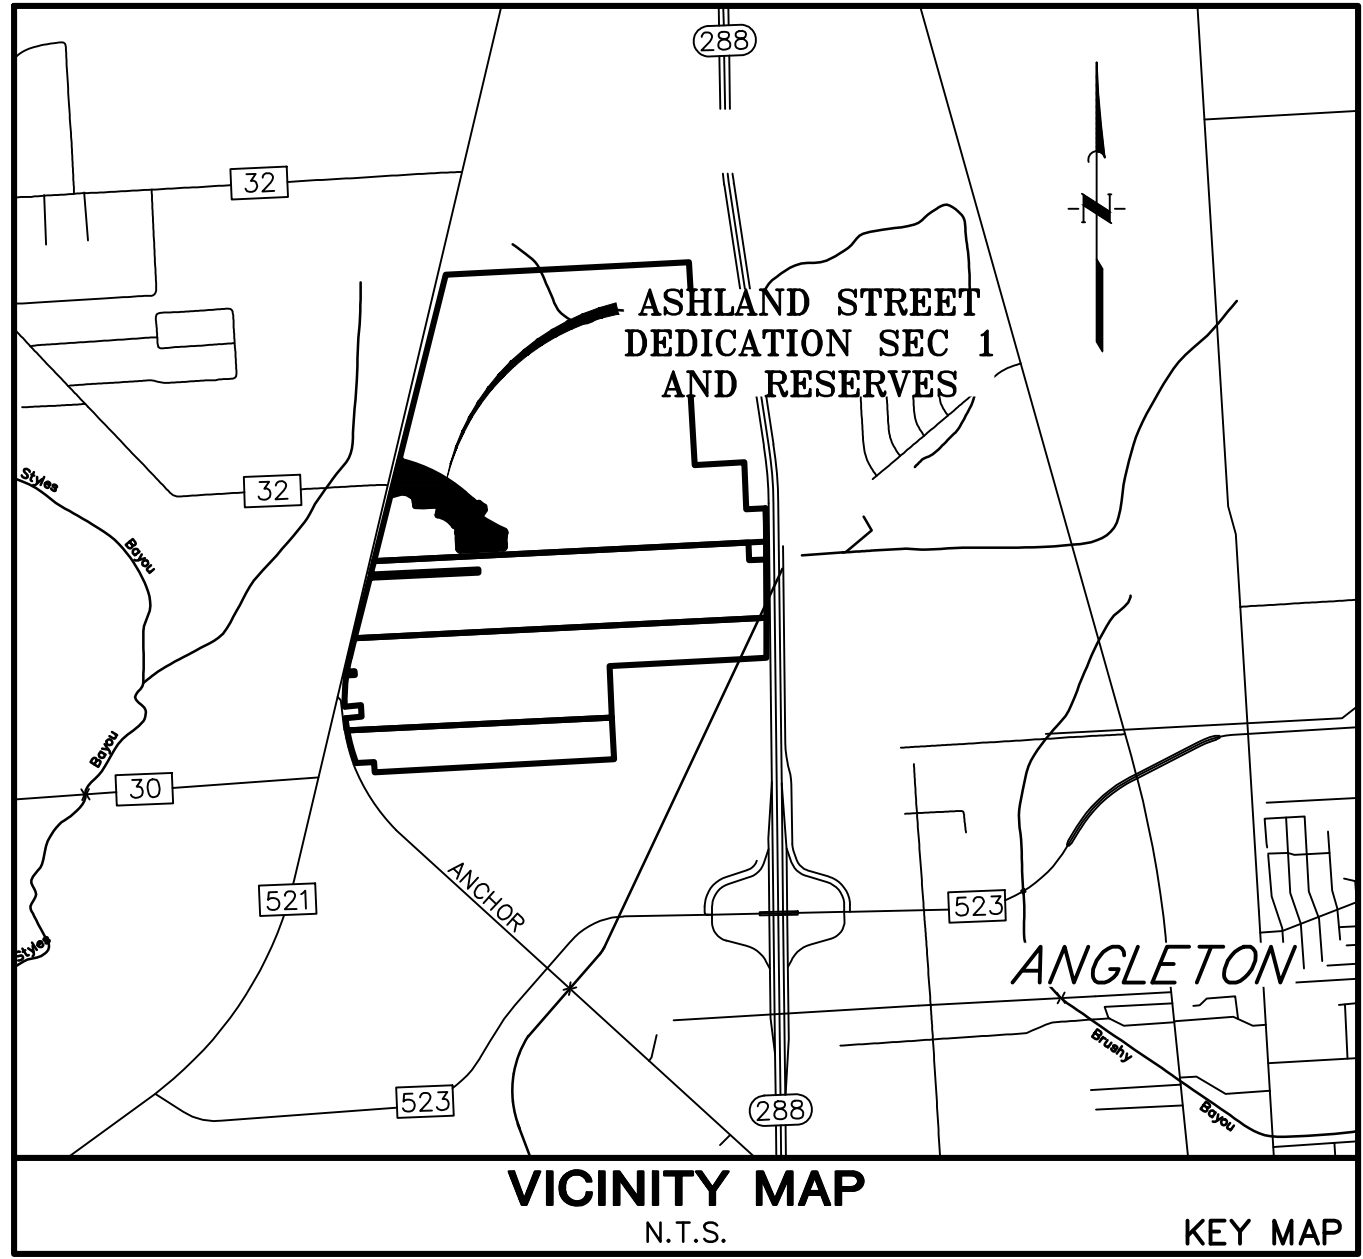 288
32
ASHLAND STREET
DEDICATION SEC 1
AND RESERVES
N
32
Styles
Bayou
Bayou
30
521
ANCHOR
523
Styles
ANGLETON
Brushy
523
288
Bayou
VICINITY MAP
N.T.S.
KEY MAP